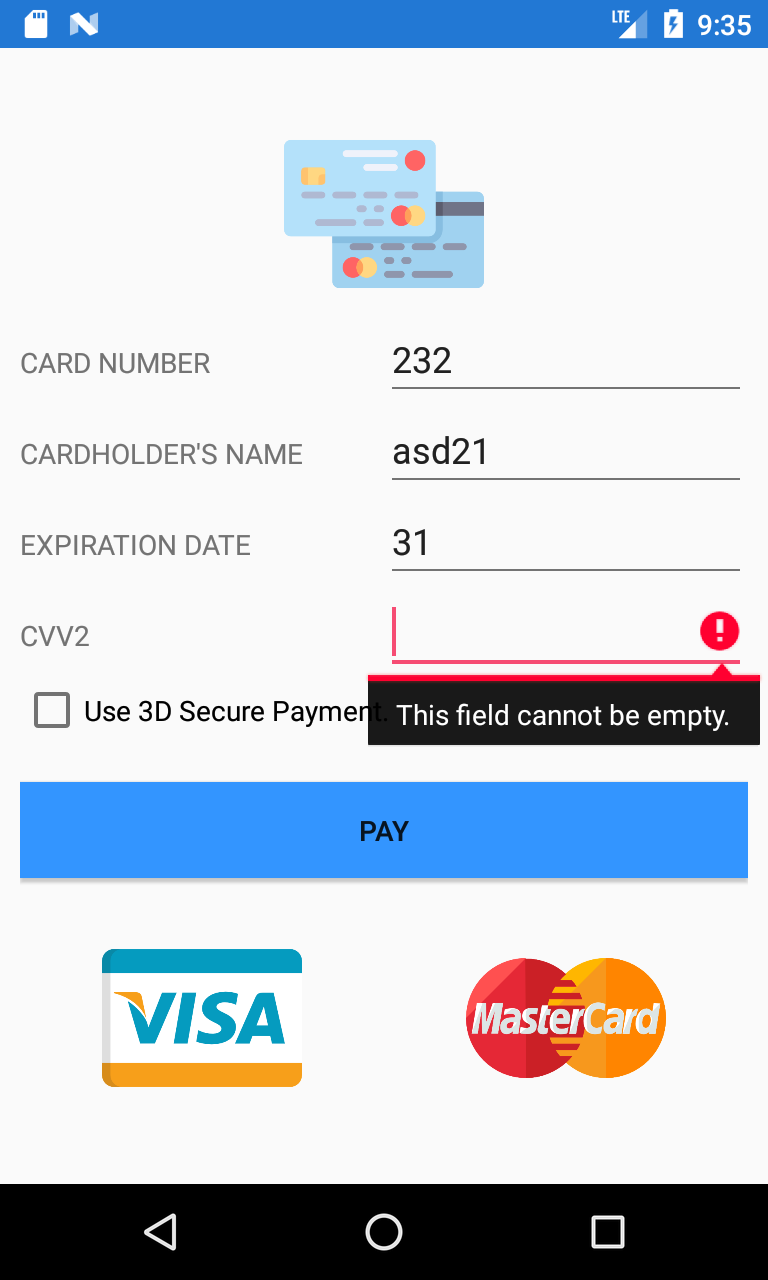 LTE 9:35
CARD NUMBER 232
CARDHOLDER'S NAME asd21
EXPIRATION DATE 31
CVV2
Use 3D Secure Payment.
This field cannot be empty.
PAY
VISA MasterCard